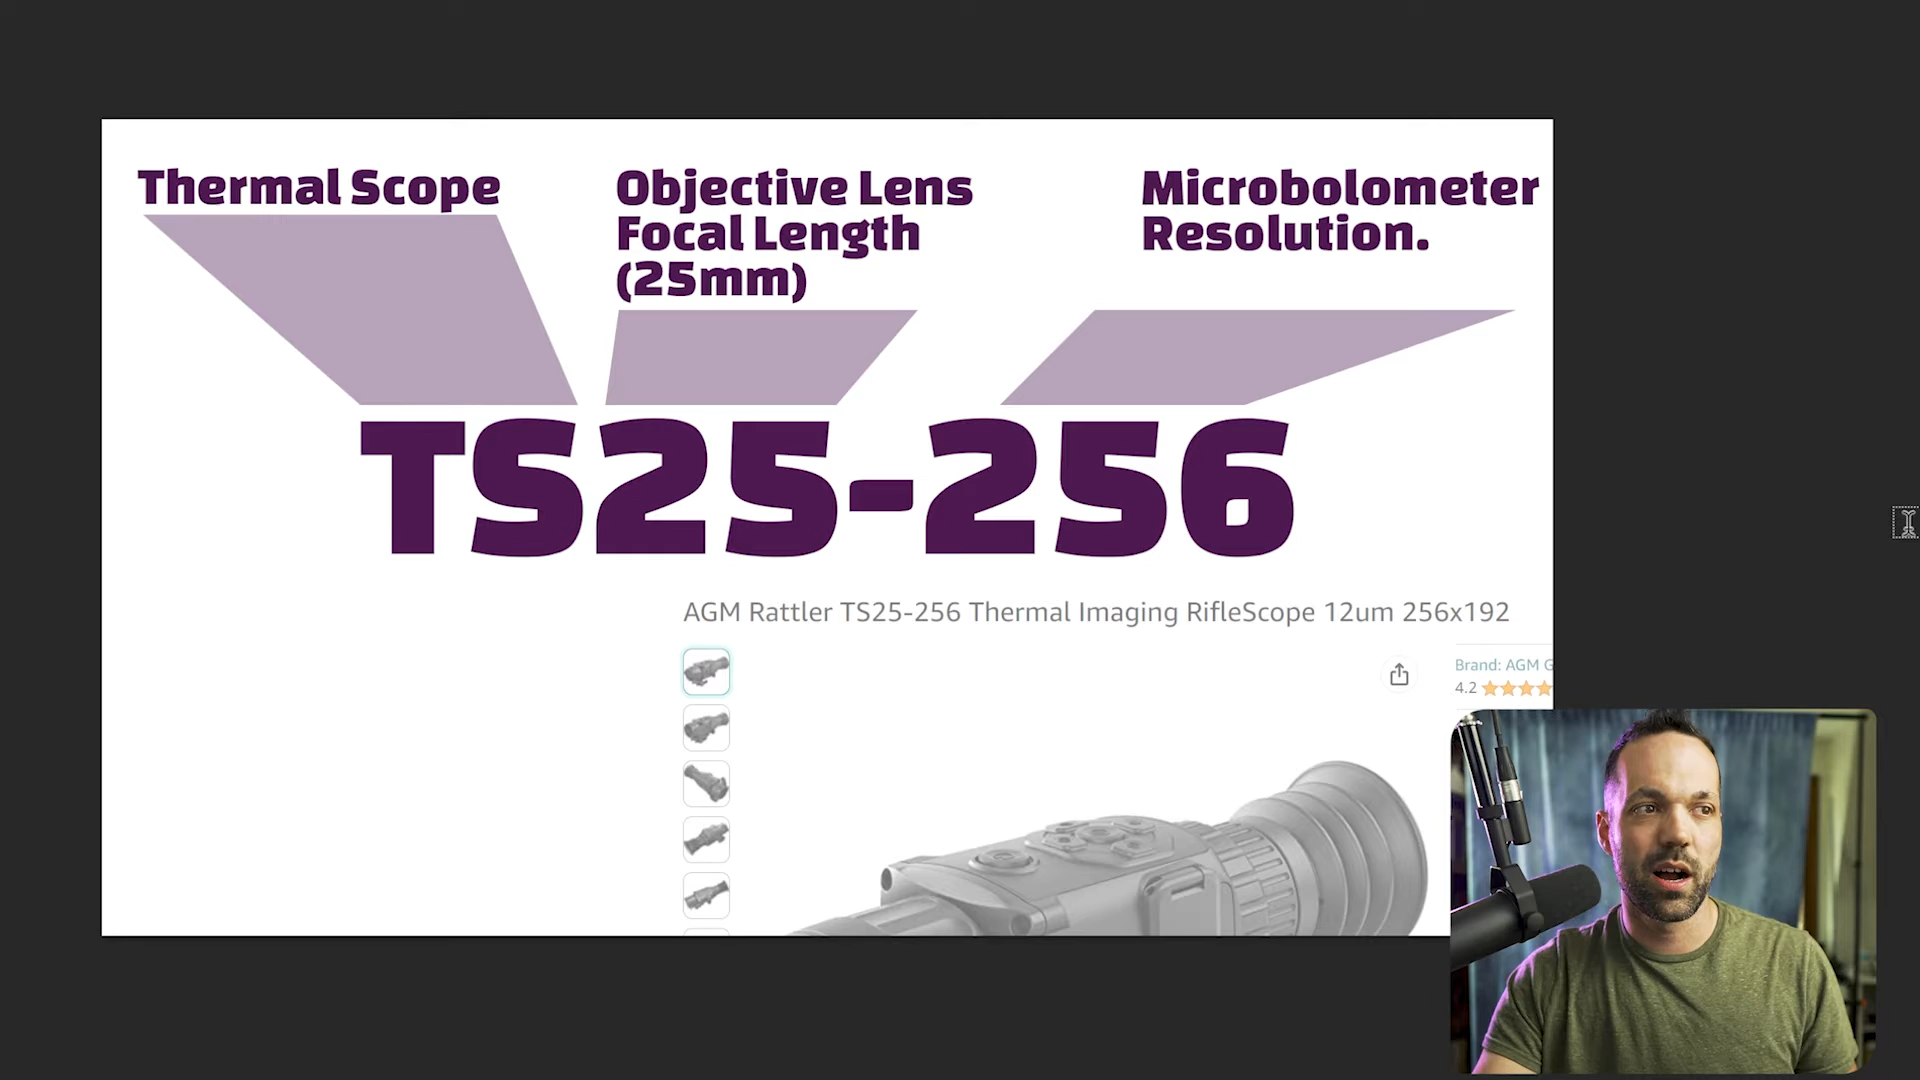 Thermal Scope
Objective Lens
Focal Length
(25mm)
Microbolometer
Resolution.
TS25-256
AGM Rattler TS25-256 Thermal Imaging RifleScope 12um 256x192
Brand: AGM G
4.2